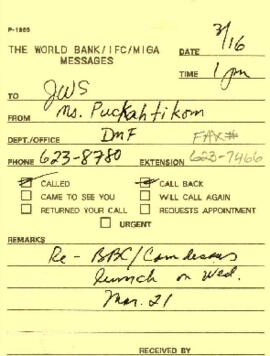 P-1865
THE WORLD BANK/IFC/MIGA
MESSAGES
DATE 3/16
TIME 1 pm
TO JWS
FROM Ms. Puckahtikom
DEPT./OFFICE DMF FAX#
PHONE 623-8780 EXTENSION 623-7466
CALLED CALL BACK
CAME TO SEE YOU WILL CALL AGAIN
RETURNED YOUR CALL REQUESTS APPOINTMENT
URGENT
REMARKS
Re - BBC/Camdessus
lunch on Wed.
Mar. 21
RECEIVED BY